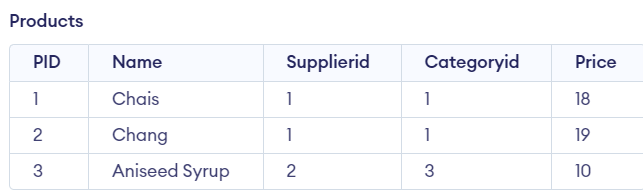 Products
PID Name Supplierid Categoryid Price
1 Chais 1 1 18
2 Chang 1 1 19
3 Aniseed Syrup 2 3 10